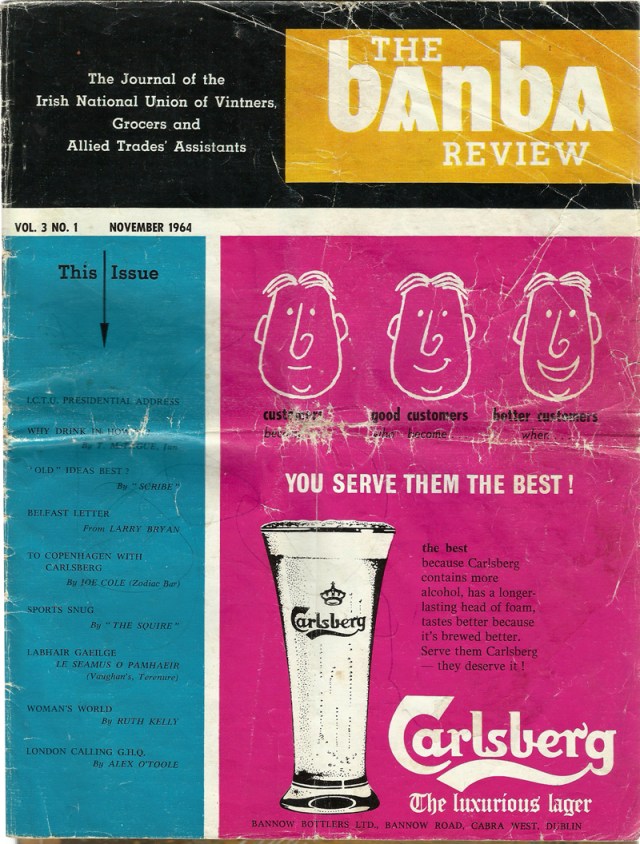 The Journal of the
Irish National Union of Vintners,
Grocers and
Allied Trades' Assistants
THE
banba
REVIEW
VOL. 3 NO. 1 NOVEMBER 1964
This Issue
I.C.T.U. PRESIDENTIAL ADDRESS
WHY DRINK IN
By T.
"OLD" IDEAS BEST?
By "SCRIBE"
BELFAST LETTER
From LARRY BRYAN
TO COPENHAGEN WITH
CARLSBERG
By JOE COLE (Zodiac Bar)
SPORTS SNUG
By "THE SQUIRE"
LABHAIR GAEILGE
LE SEAMUS O PAMHAEIR
(Vaughan's, Terenure)
WOMAN'S WORLD
By RUTH KELLY
LONDON CALLING G.H.Q.
By ALEX O'TOOLE
customers good customers better customers
become when
YOU SERVE THEM THE BEST!
Carlsberg
the best
because Carlsberg
contains more
alcohol, has a longer-
lasting head of foam,
tastes better because
it's brewed better.
Serve them Carlsberg
— they deserve it!
Carlsberg
The luxurious lager
BANNOW BOTTLERS LTD., BANNOW ROAD, CABRA WEST, DUBLIN